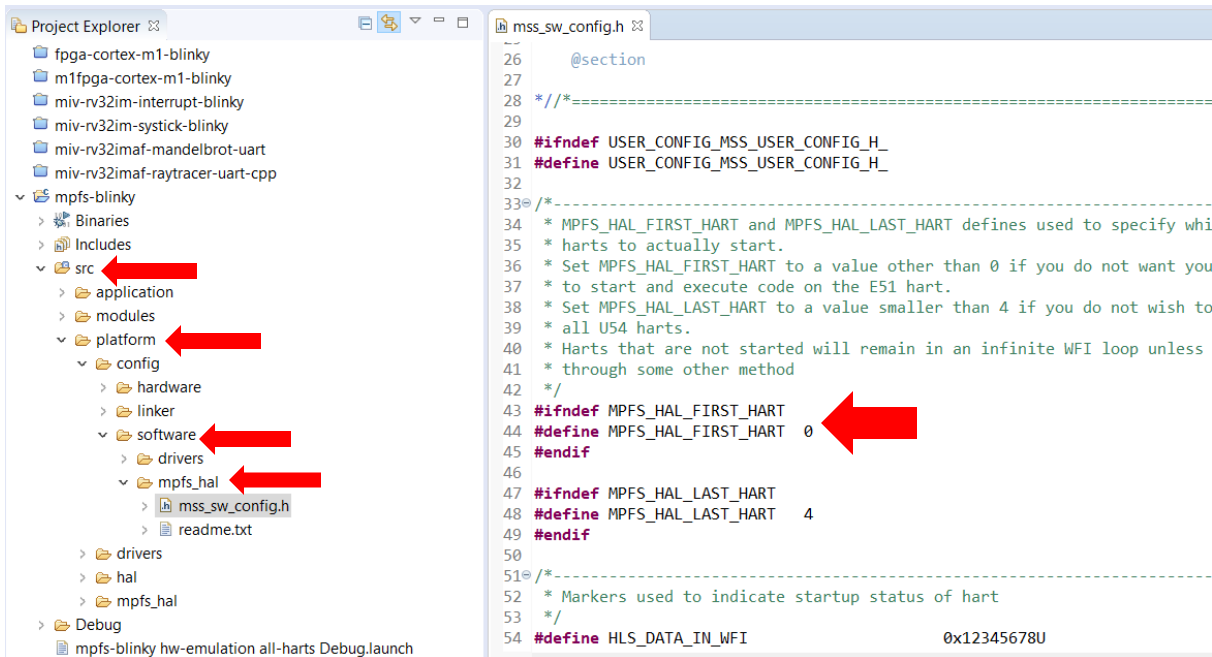 Project Explorer
fpga-cortex-m1-blinky
m1fpga-cortex-m1-blinky
miv-rv32im-interrupt-blinky
miv-rv32im-systick-blinky
miv-rv32imaf-mandelbrot-uart
miv-rv32imaf-raytracer-uart-cpp
mpfs-blinky
Binaries
Includes
src
application
modules
platform
config
hardware
linker
software
drivers
mpfs_hal
mss_sw_config.h
readme.txt
drivers
hal
mpfs_hal
Debug
mpfs-blinky hw-emulation all-harts Debug.launch
mss_sw_config.h
26 @section
27
28 *//*=====================================================================
29
30 #ifndef USER_CONFIG_MSS_USER_CONFIG_H_
31 #define USER_CONFIG_MSS_USER_CONFIG_H_
32
33 /*-----------------------------------------------------------------------
34 * MPFS_HAL_FIRST_HART and MPFS_HAL_LAST_HART defines used to specify whi
35 * harts to actually start.
36 * Set MPFS_HAL_FIRST_HART to a value other than 0 if you do not want you
37 * to start and execute code on the E51 hart.
38 * Set MPFS_HAL_LAST_HART to a value smaller than 4 if you do not wish to
39 * all U54 harts.
40 * Harts that are not started will remain in an infinite WFI loop unless
41 * through some other method
42 */
43 #ifndef MPFS_HAL_FIRST_HART
44 #define MPFS_HAL_FIRST_HART 0
45 #endif
46
47 #ifndef MPFS_HAL_LAST_HART
48 #define MPFS_HAL_LAST_HART 4
49 #endif
50
51 /*-----------------------------------------------------------------------
52 * Markers used to indicate startup status of hart
53 */
54 #define HLS_DATA_IN_WFI 0x12345678U